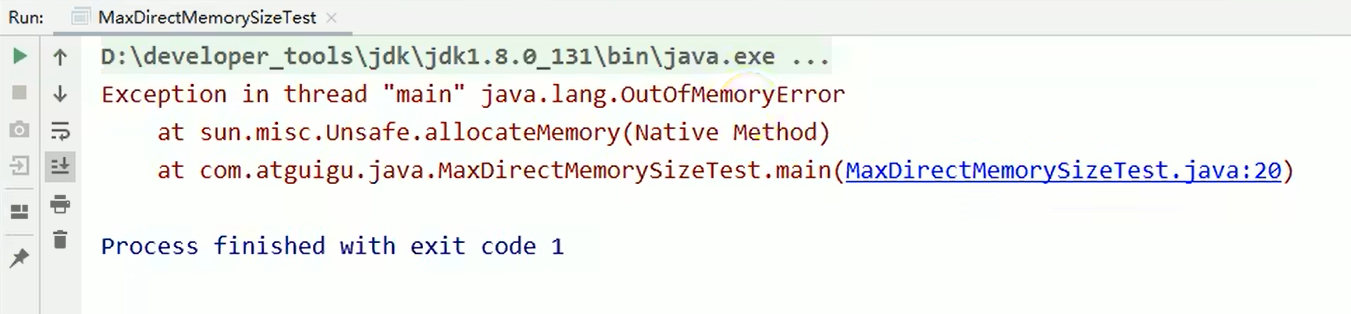 Run: MaxDirectMemorySizeTest
D:\developer_tools\jdk\jdk1.8.0_131\bin\java.exe ...
Exception in thread "main" java.lang.OutOfMemoryError
at sun.misc.Unsafe.allocateMemory(Native Method)
at com.atguigu.java.MaxDirectMemorySizeTest.main(MaxDirectMemorySizeTest.java:20)
Process finished with exit code 1